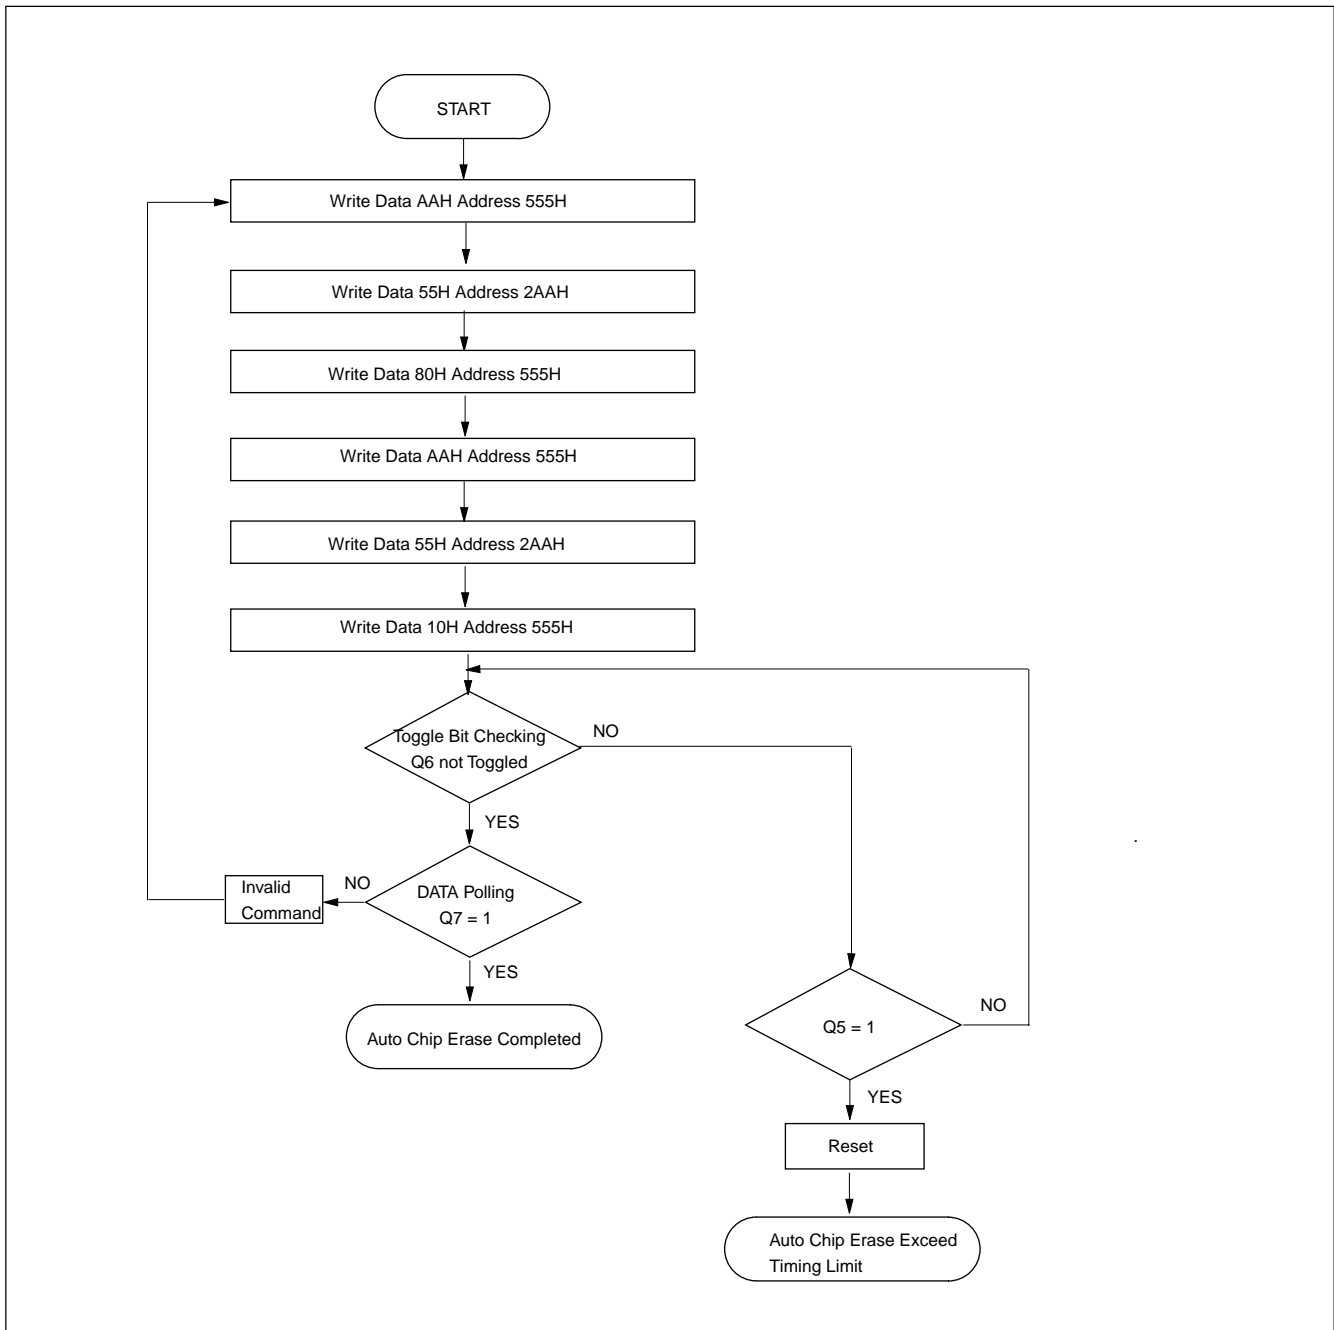 START
Write Data AAH Address 555H
Write Data 55H Address 2AAH
Write Data 80H Address 555H
Write Data AAH Address 555H
Write Data 55H Address 2AAH
Write Data 10H Address 555H
Toggle Bit Checking
Q6 not Toggled
NO
YES
DATA Polling
Q7 = 1
NO
Invalid
Command
YES
Auto Chip Erase Completed
Q5 = 1
NO
YES
Reset
Auto Chip Erase Exceed
Timing Limit